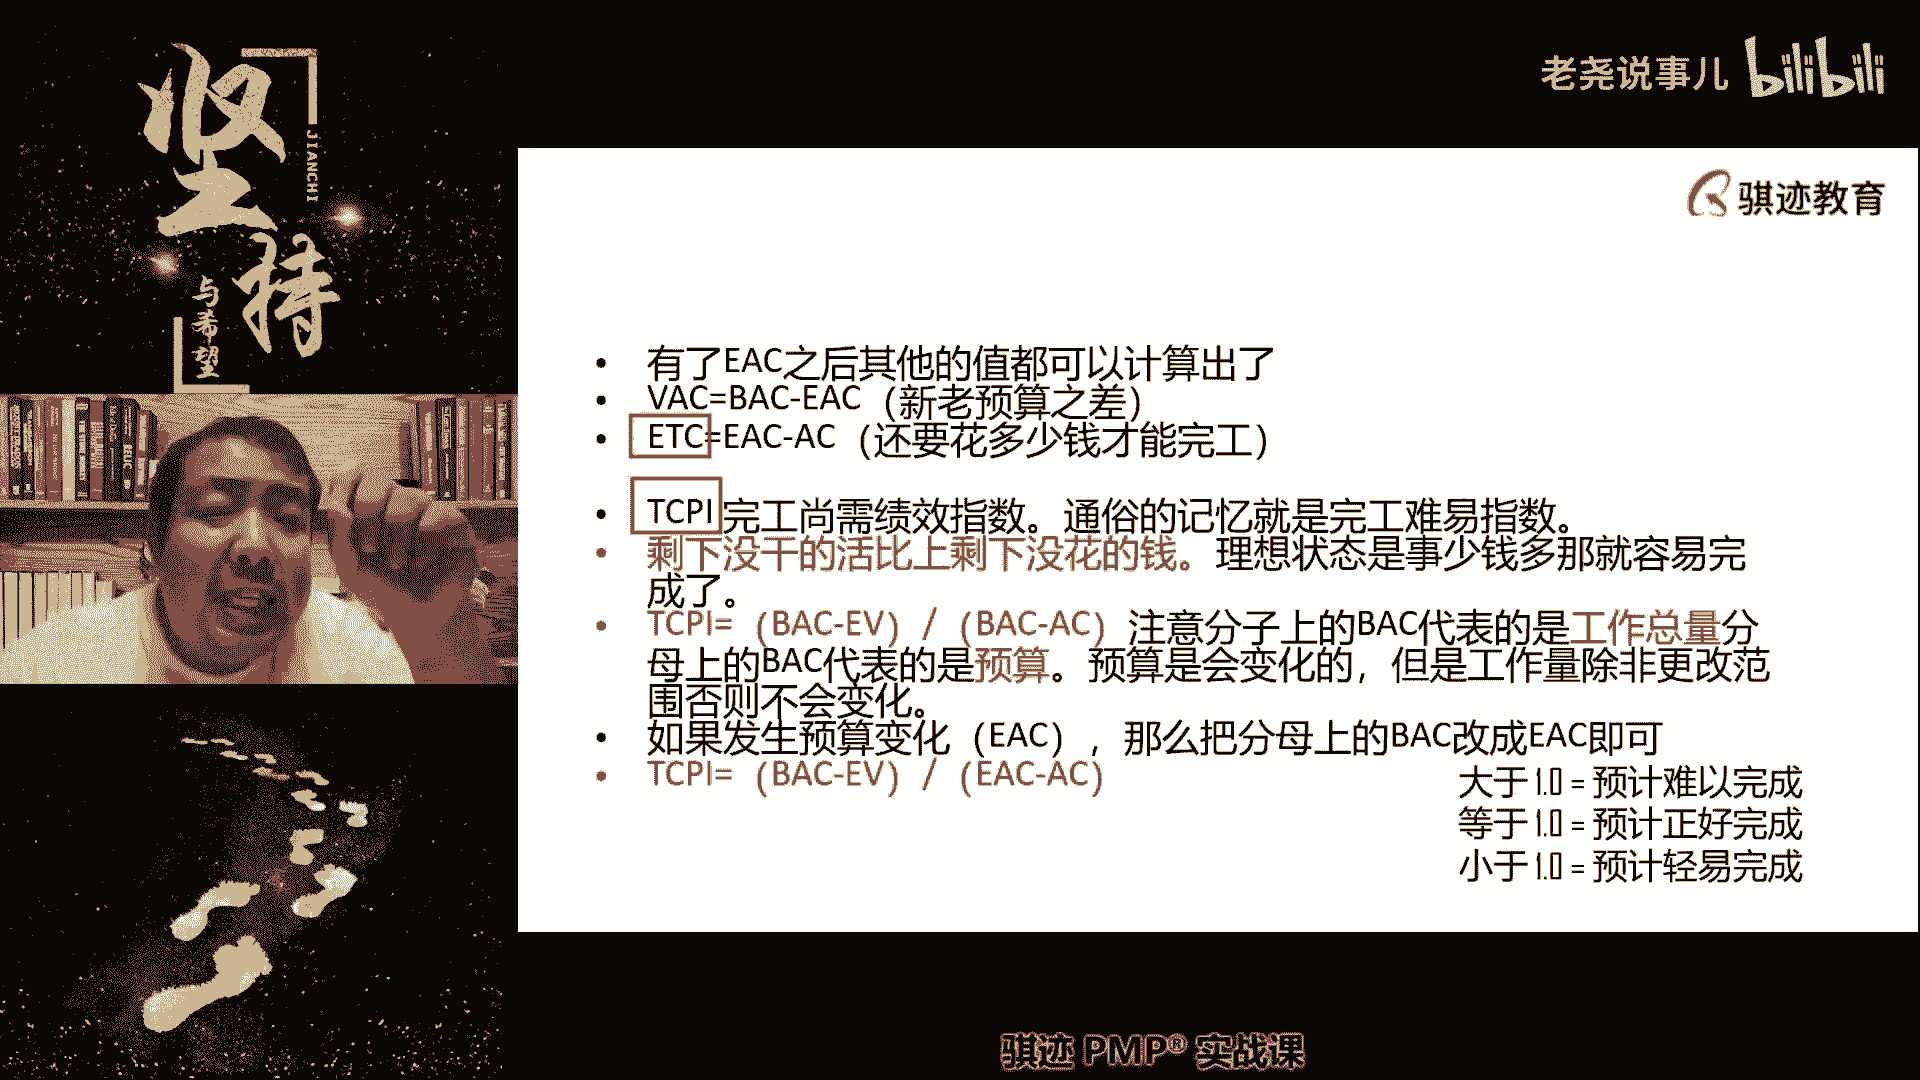 坚持
JIANCHI
与希望
老尧说事儿 bilibili
骐迹教育
• 有了EAC之后其他的值都可以计算出了
• VAC=BAC-EAC（新老预算之差）
• ETC=EAC-AC（还要花多少钱才能完工）
• TCPI 完工尚需绩效指数。通俗的记忆就是完工难易指数。
• 剩下没干的活比上剩下没花的钱。理想状态是事少钱多那就容易完
成了。
• TCPI=（BAC-EV）/（BAC-AC）注意分子上的BAC代表的是工作总量分
母上的BAC代表的是预算。预算是会变化的，但是工作量除非更改范
围否则不会变化。
• 如果发生预算变化（EAC），那么把分母上的BAC改成EAC即可
• TCPI=（BAC-EV）/（EAC-AC）
大于 1.0 = 预计难以完成
等于 1.0 = 预计正好完成
小于 1.0 = 预计轻易完成
骐迹 PMP® 实战课